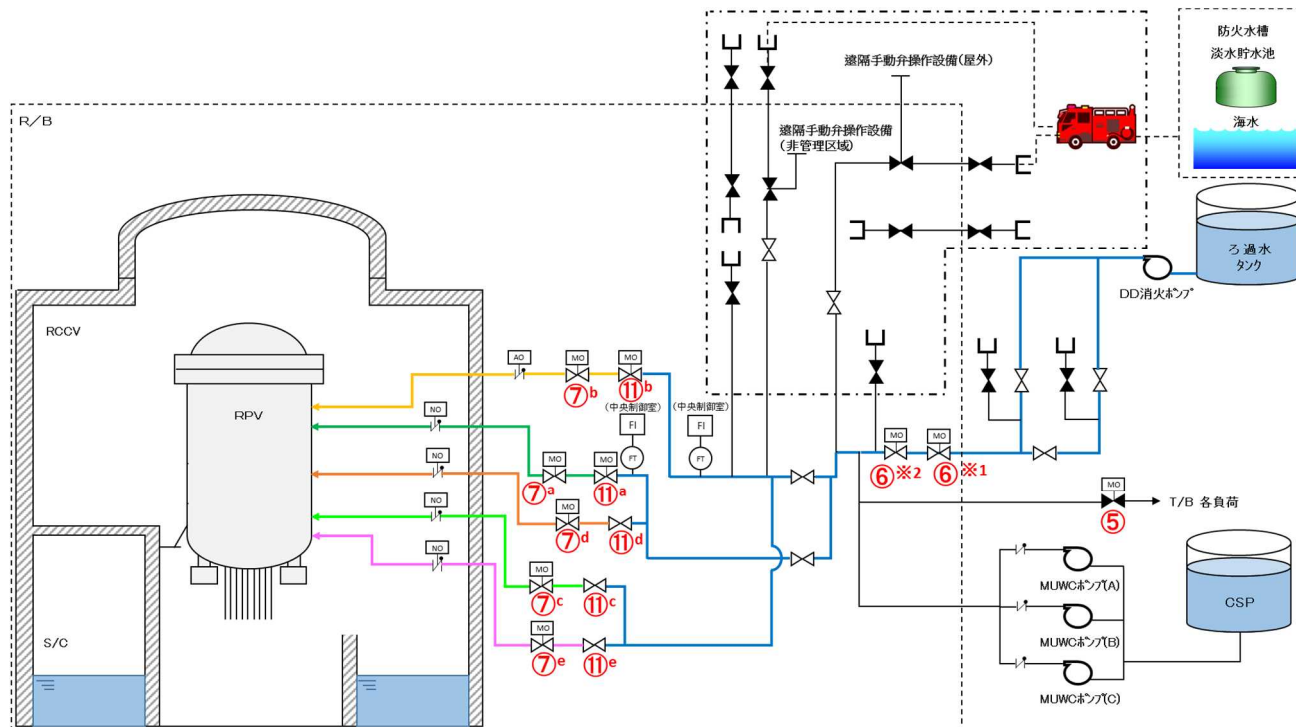 防火水槽
淡水貯水池
海水
遠隔手動弁操作設備(屋外)
遠隔手動弁操作設備
(非管理区域)
R/B
ろ過水
タンク
DD消火ポンプ
RCCV
RPV
S/C
AO
MO
MO
⑦b
⑪b
(中央制御室)
(中央制御室)
FI
FI
FT
FT
NO
MO
MO
⑦a
⑪a
NO
MO
⑦d
⑪d
NO
MO
⑦c
⑪c
NO
MO
⑦e
⑪e
MO
MO
⑥※2
⑥※1
MO
⑤
T/B 各負荷
MUWCポンプ(A)
MUWCポンプ(B)
MUWCポンプ(C)
CSP